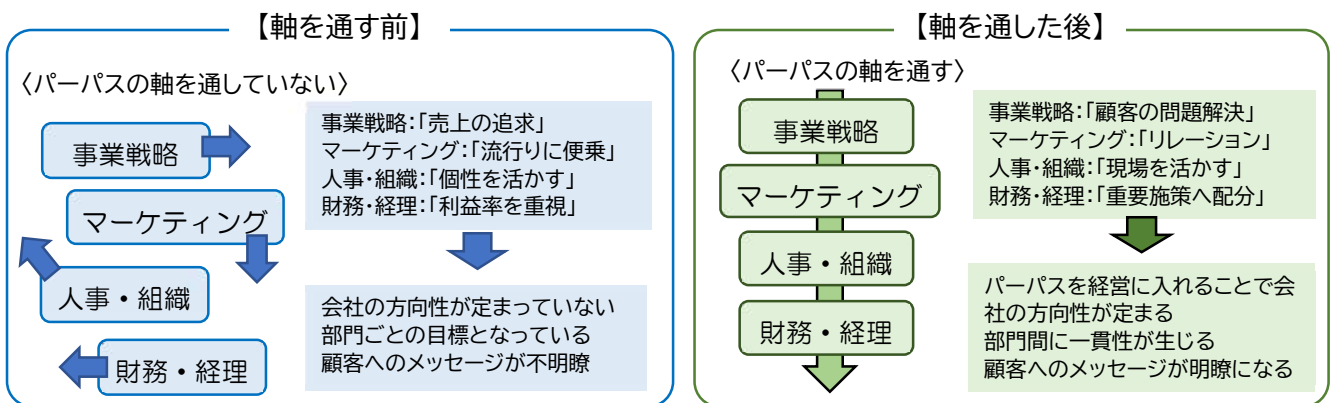 【軸を通す前】
〈パーパスの軸を通していない〉
事業戦略
マーケティング
人事・組織
財務・経理
事業戦略:「売上の追求」
マーケティング:「流行りに便乗」
人事・組織:「個性を活かす」
財務・経理:「利益率を重視」
会社の方向性が定まっていない
部門ごとの目標となっている
顧客へのメッセージが不明瞭
【軸を通した後】
〈パーパスの軸を通す〉
事業戦略
マーケティング
人事・組織
財務・経理
事業戦略:「顧客の問題解決」
マーケティング:「リレーション」
人事・組織:「現場を活かす」
財務・経理:「重要施策へ配分」
パーパスを経営に入れることで会
社の方向性が定まる
部門間に一貫性が生じる
顧客へのメッセージが明瞭になる